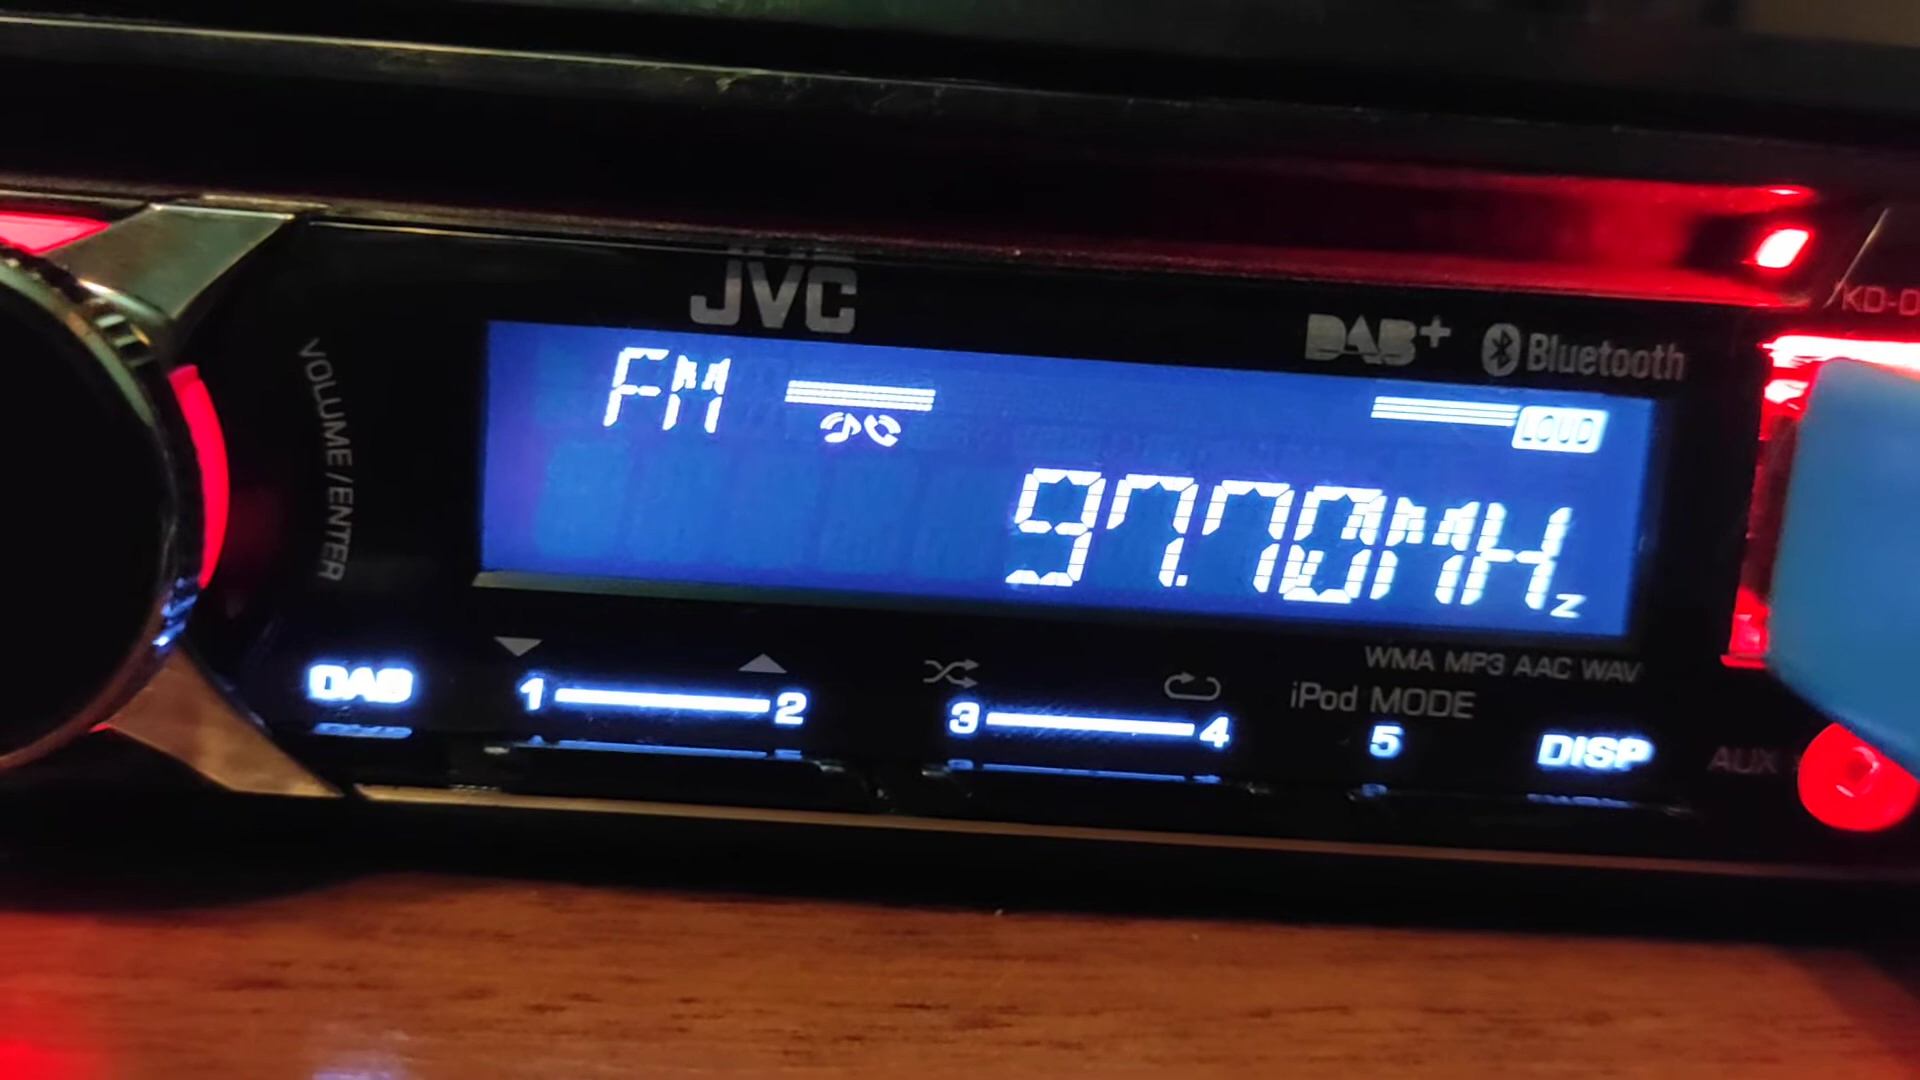 JVC
KD-
DAB+ Bluetooth
FM
LOUD
97.70MHz
VOLUME/ENTER
WMA MP3 AAC WAV
iPod MODE
DAB 1 2 3 4 5 DISP
AUX